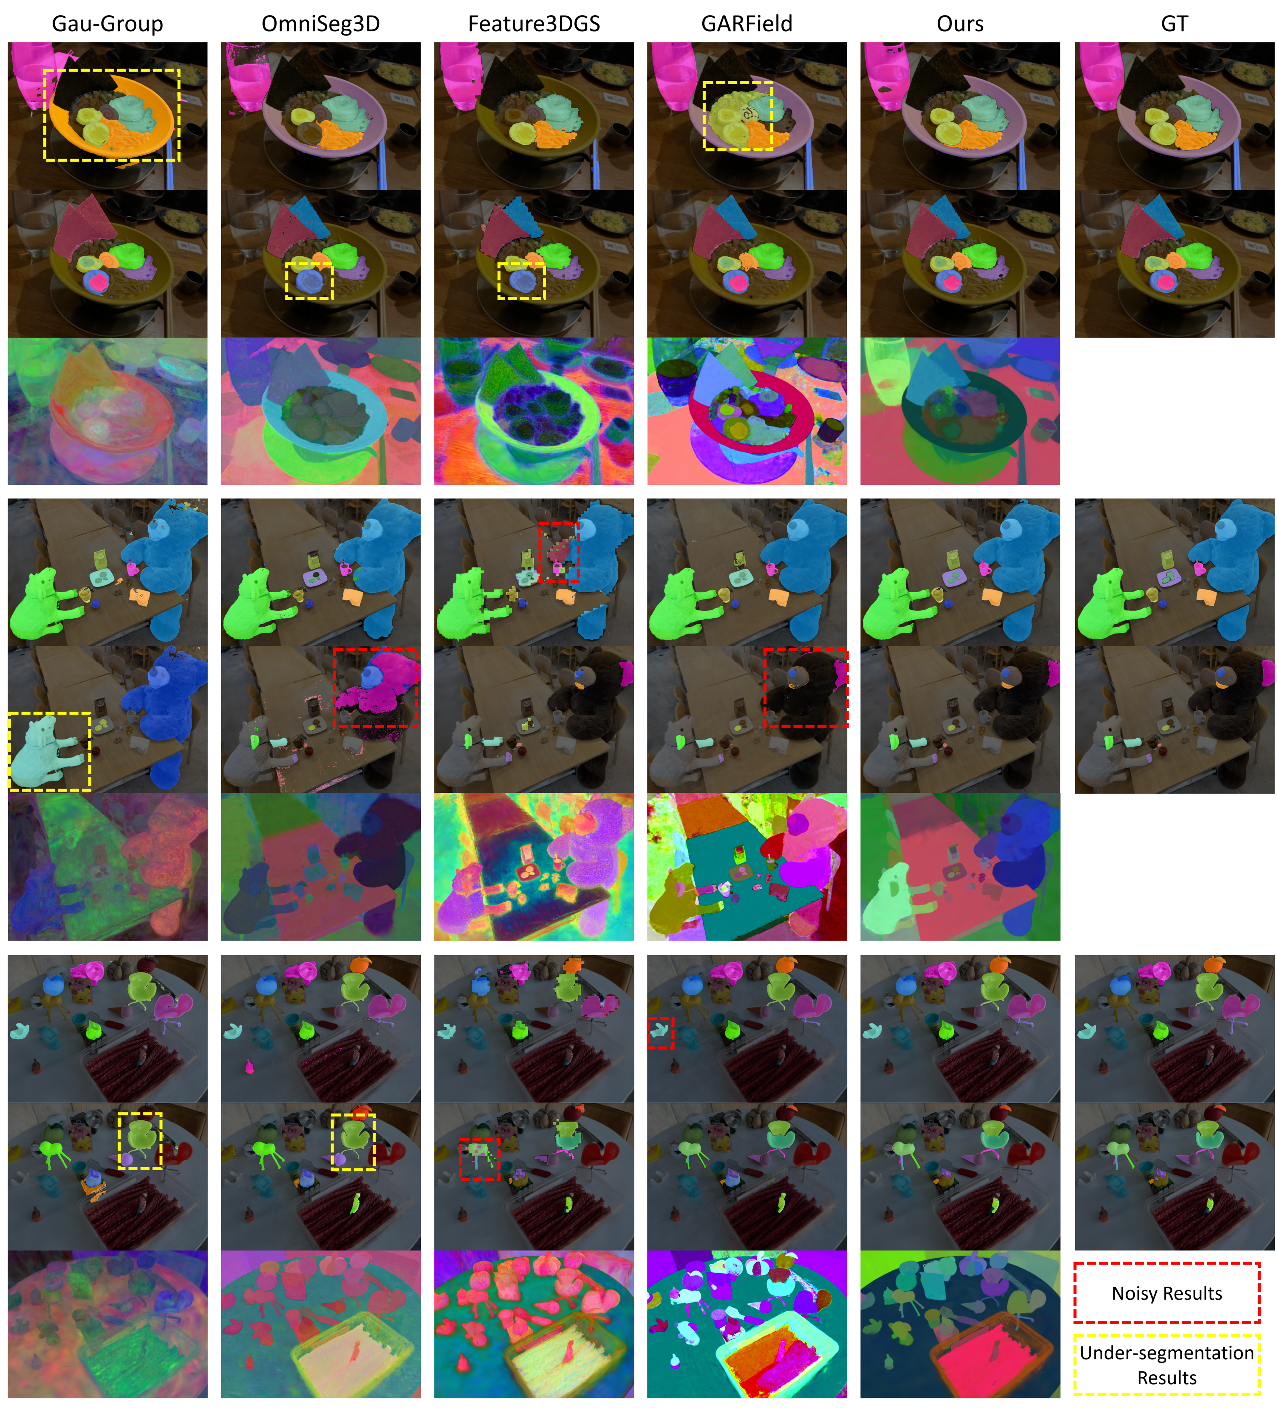 Gau-Group
OmniSeg3D
Feature3DGS
GARField
Ours
GT
Noisy Results
Under-segmentation
Results